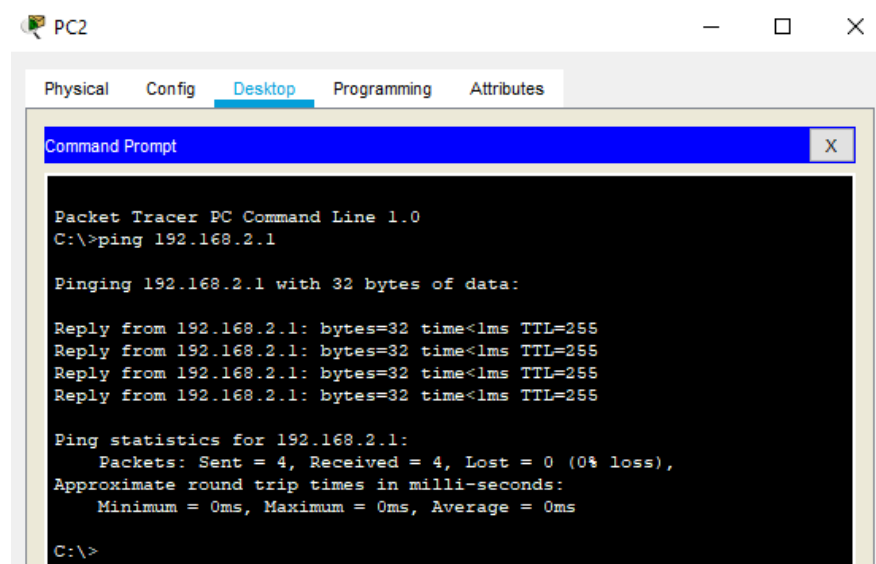 PC2
Physical Config Desktop Programming Attributes
Command Prompt
X
Packet Tracer PC Command Line 1.0
C:\>ping 192.168.2.1
Pinging 192.168.2.1 with 32 bytes of data:
Reply from 192.168.2.1: bytes=32 time<1ms TTL=255
Reply from 192.168.2.1: bytes=32 time<1ms TTL=255
Reply from 192.168.2.1: bytes=32 time<1ms TTL=255
Reply from 192.168.2.1: bytes=32 time<1ms TTL=255
Ping statistics for 192.168.2.1:
Packets: Sent = 4, Received = 4, Lost = 0 (0% loss),
Approximate round trip times in milli-seconds:
Minimum = 0ms, Maximum = 0ms, Average = 0ms
C:\>